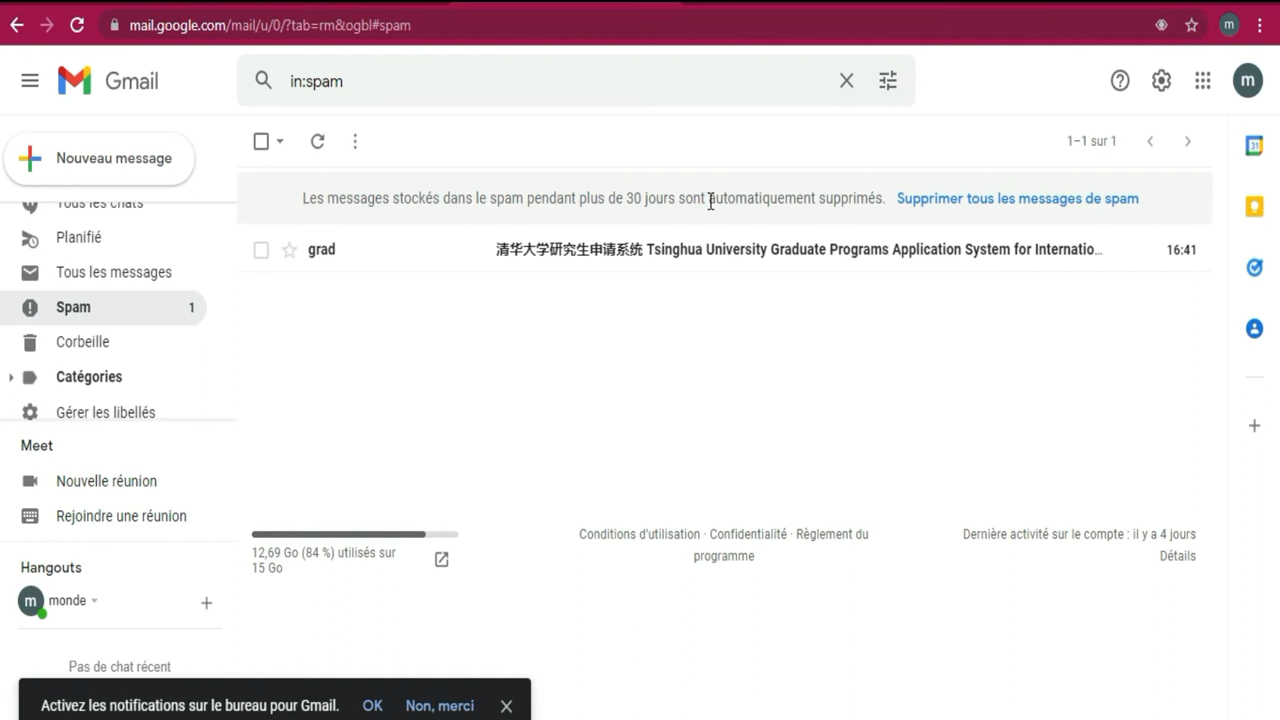 mail.google.com/mail/u/0/?tab=rm&ogbl#spam
m
Gmail
in:spam
m
Nouveau message
1–1 sur 1
31
Tous les chats
Les messages stockés dans le spam pendant plus de 30 jours sont automatiquement supprimés. Supprimer tous les messages de spam
Planifié
grad 清华大学研究生申请系统 Tsinghua University Graduate Programs Application System for Internatio... 16:41
Tous les messages
Spam 1
Corbeille
Catégories
Gérer les libellés
Meet
Nouvelle réunion
Rejoindre une réunion
12,69 Go (84 %) utilisés sur
15 Go
Conditions d'utilisation · Confidentialité · Règlement du
programme
Dernière activité sur le compte : il y a 4 jours
Détails
Hangouts
m monde
Pas de chat récent
Activez les notifications sur le bureau pour Gmail. OK Non, merci